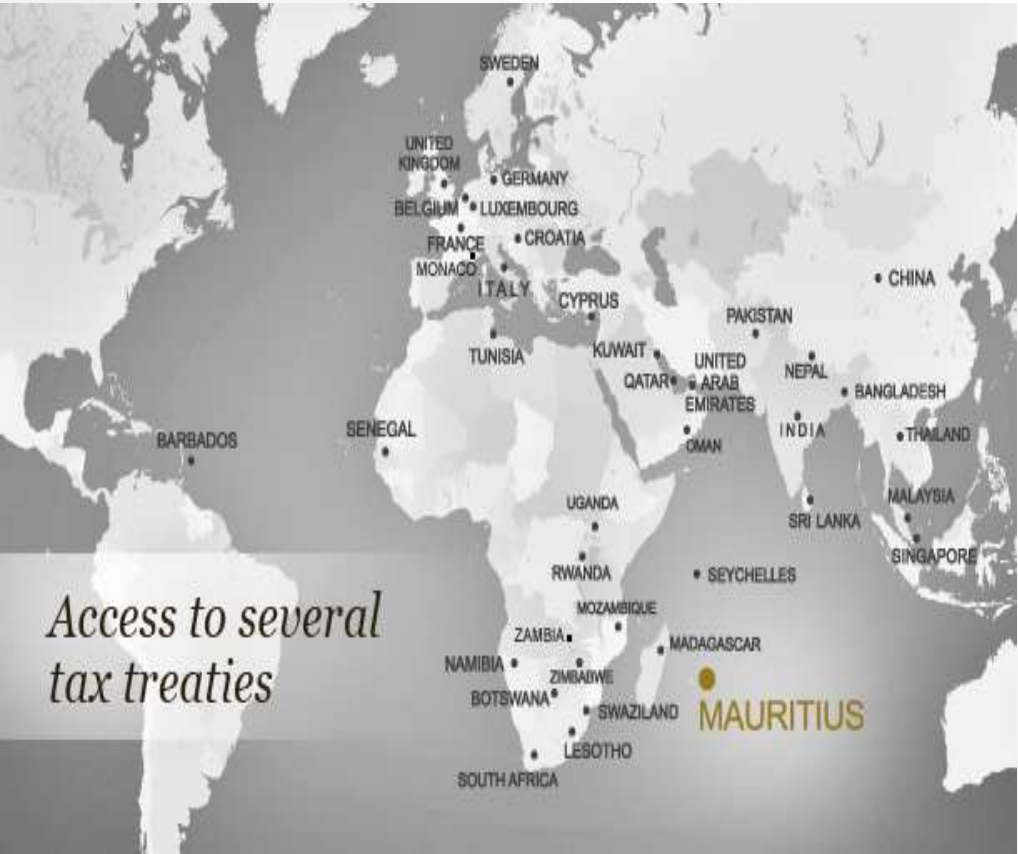 SWEDEN
UNITED
KINGDOM
GERMANY
BELGIUM
LUXEMBOURG
FRANCE
CROATIA
MONACO
ITALY
CYPRUS
CHINA
PAKISTAN
TUNISIA
KUWAIT
UNITED
ARAB
EMIRATES
QATAR
NEPAL
BANGLADESH
BARBADOS
SENEGAL
OMAN
INDIA
THAILAND
UGANDA
MALAYSIA
SRI LANKA
SINGAPORE
RWANDA
SEYCHELLES
Access to several
tax treaties
MOZAMBIQUE
ZAMBIA
MADAGASCAR
NAMIBIA
ZIMBABWE
BOTSWANA
SWAZILAND
MAURITIUS
LESOTHO
SOUTH AFRICA